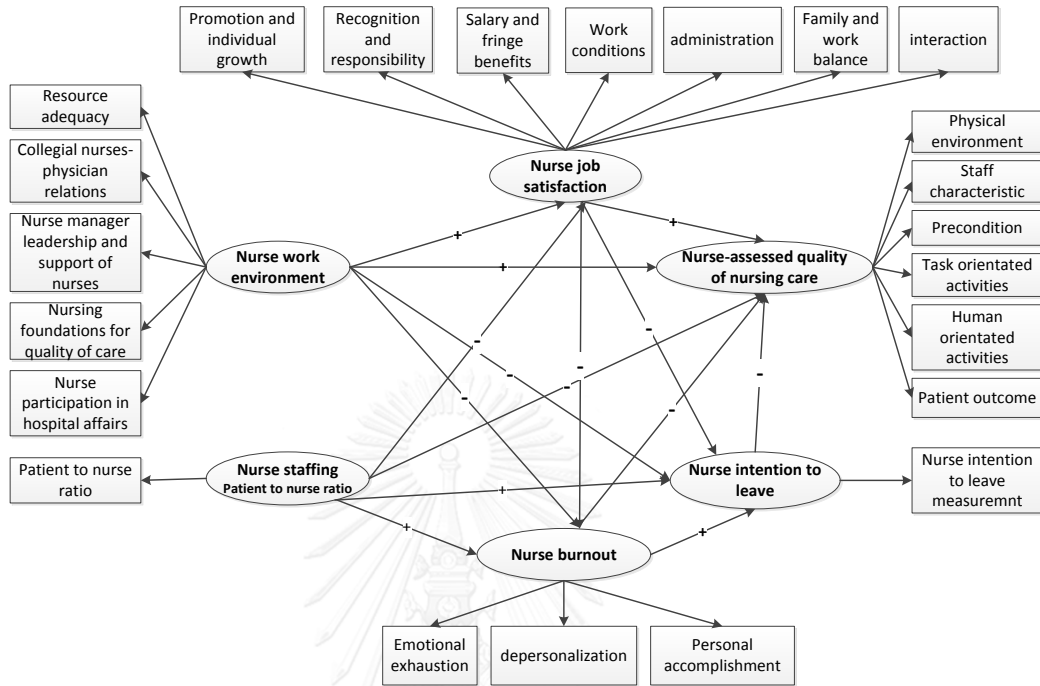 Promotion and
individual
growth
Recognition
and
responsibility
Salary and
fringe
benefits
Work
conditions
administration
Family and
work
balance
interaction
Resource
adequacy
Collegial nurses-
physician
relations
Nurse manager
leadership and
support of
nurses
Nursing
foundations for
quality of care
Nurse
participation in
hospital affairs
Patient to nurse
ratio
Nurse job
satisfaction
Nurse work
environment
Nurse-assessed quality
of nursing care
Physical
environment
Staff
characteristic
Precondition
Task orientated
activities
Human
orientated
activities
Patient outcome
+
+
+
-
-
-
-
-
-
-
-
Nurse staffing
Patient to nurse ratio
+
+
+
Nurse intention to
leave
Nurse intention
to leave
measuremnt
Nurse burnout
Emotional
exhaustion
depersonalization
Personal
accomplishment